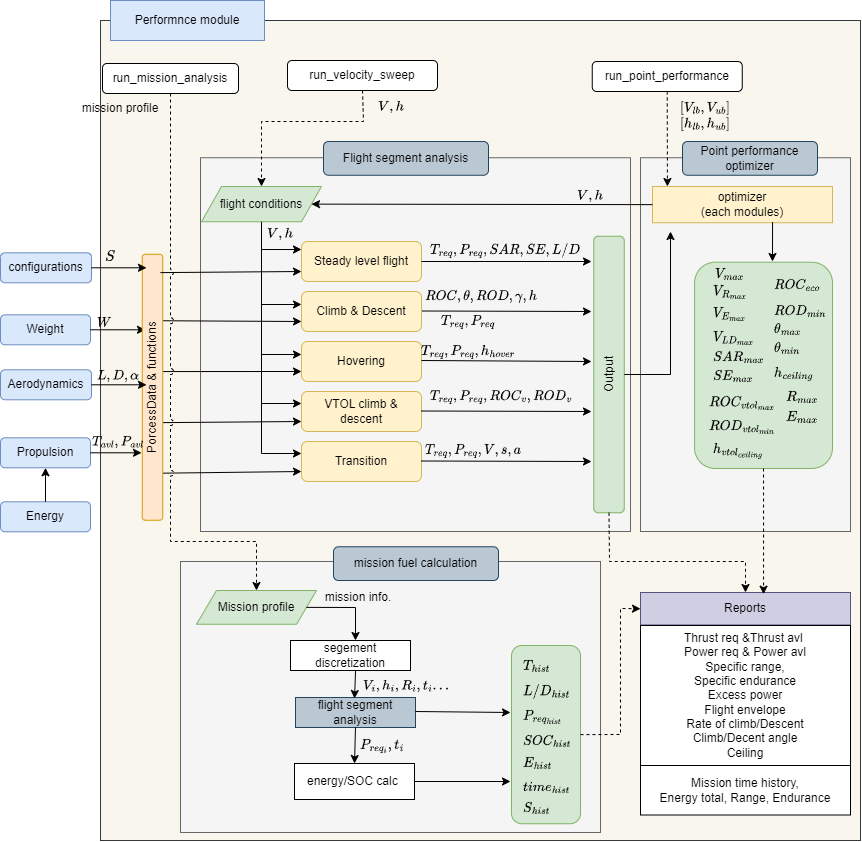 Performnce module
run_mission_analysis
run_velocity_sweep
run_point_performance
mission profile
V, h
[V_{lb}, V_{ub}]
[h_{lb}, h_{ub}]
Flight segment analysis
Point performance
optimizer
flight conditions
V, h
optimizer
(each modules)
V, h
configurations
S
Weight
W
Aerodynamics
L, D, α
Propulsion
T_{avl}, P_{avl}
Energy
PorcessData & functions
Steady level flight
T_{req}, P_{req}, SAR, SE, L/D
Climb & Descent
ROC, θ, ROD, γ, h
T_{req}, P_{req}
Hovering
T_{req}, P_{req}, h_{hover}
VTOL climb &
descent
T_{req}, P_{req}, ROC_v, ROD_v
Transition
T_{req}, P_{req}, V, s, a
Output
V_{max}
V_{R_{max}}
V_{E_{max}}
V_{LD_{max}}
SAR_{max}
SE_{max}
ROC_{vtol_{max}}
ROD_{vtol_{min}}
h_{vtol_{ceiling}}
ROC_{eco}
ROD_{min}
θ_{max}
θ_{min}
h_{ceiling}
R_{max}
E_{max}
mission fuel calculation
Mission profile
mission info.
segement
discretization
V_i, h_i, R_i, t_i...
flight segment
analysis
P_{req_i}, t_i
energy/SOC calc
T_{hist}
L/D_{hist}
P_{req_{hist}}
SOC_{hist}
E_{hist}
time_{hist}
S_{hist}
Reports
Thrust req &Thrust avl
Power req & Power avl
Specific range,
Specific endurance
Excess power
Flight envelope
Rate of climb/Descent
Climb/Decent angle
Ceiling
Mission time history,
Energy total, Range, Endurance